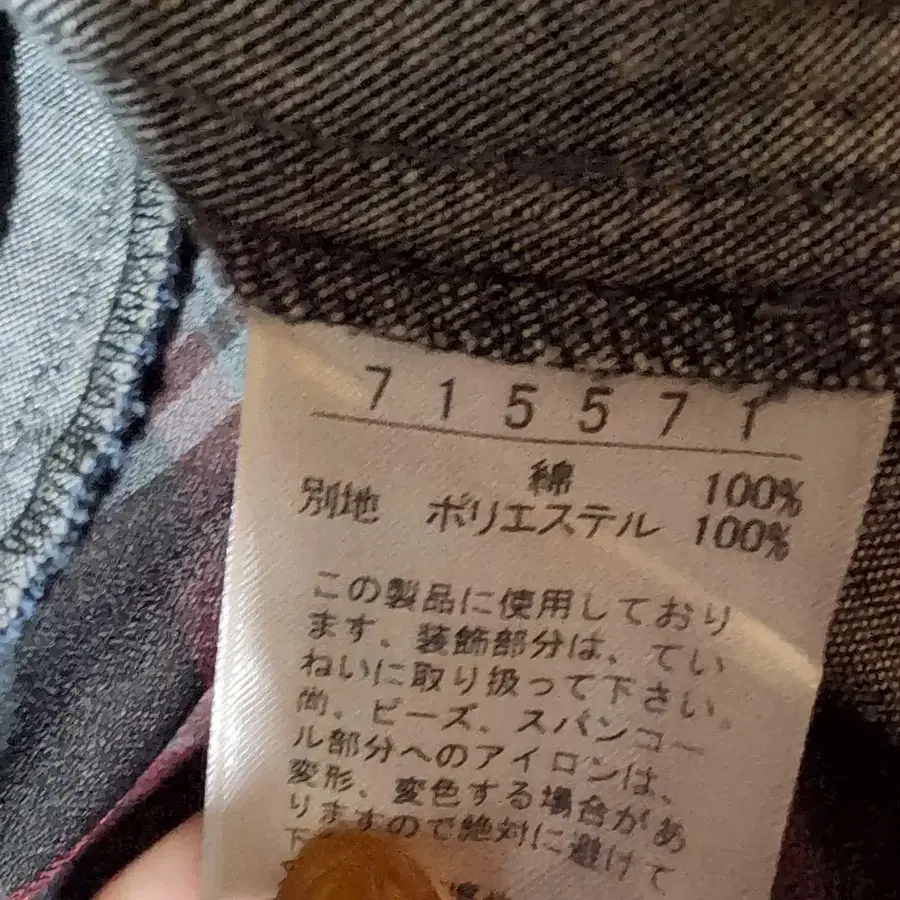 715571
綿 100%
別地 ポリエステル 100%
この製品に使用しており
ます、装飾部分は、てい
ねいに取り扱って下さい。
尚、ビーズ、スパンコー
ル部分へのアイロンは、
変形、変色する場合があ
りますので絶対に避けて
下